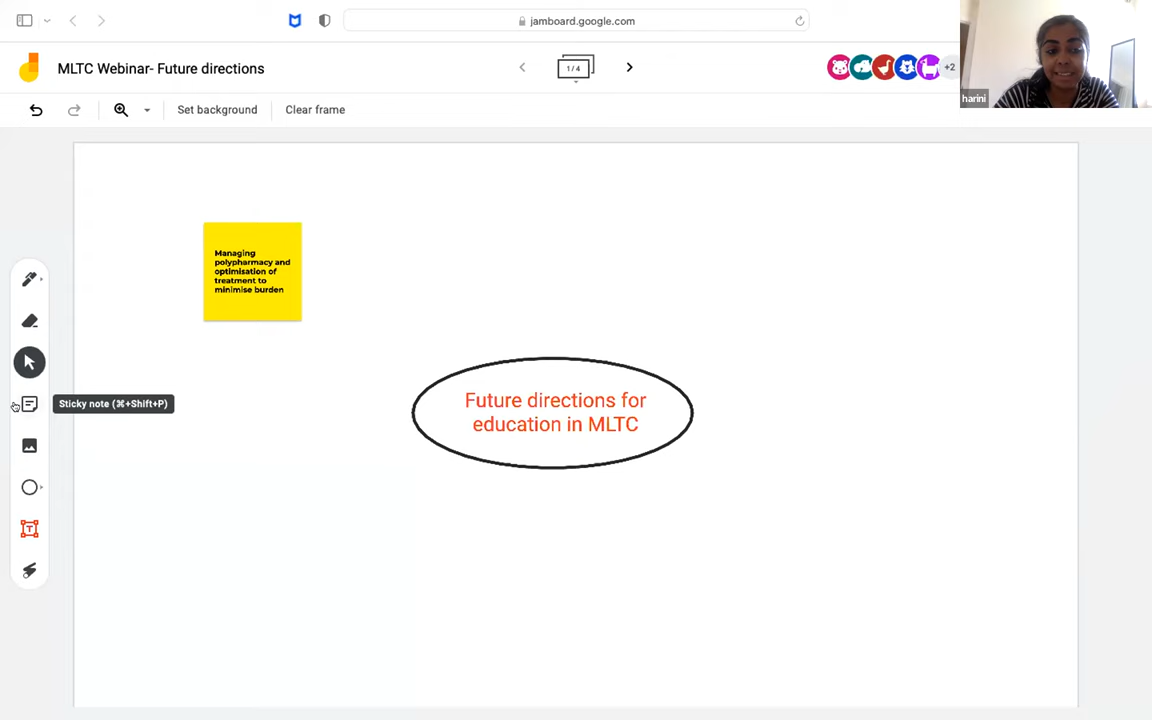 jamboard.google.com
MLTC Webinar- Future directions
1/4
+2
harini
Set background
Clear frame
Managing
polypharmacy and
optimisation of
treatment to
minimise burden
Sticky note (⌘+Shift+P)
Future directions for
education in MLTC
T